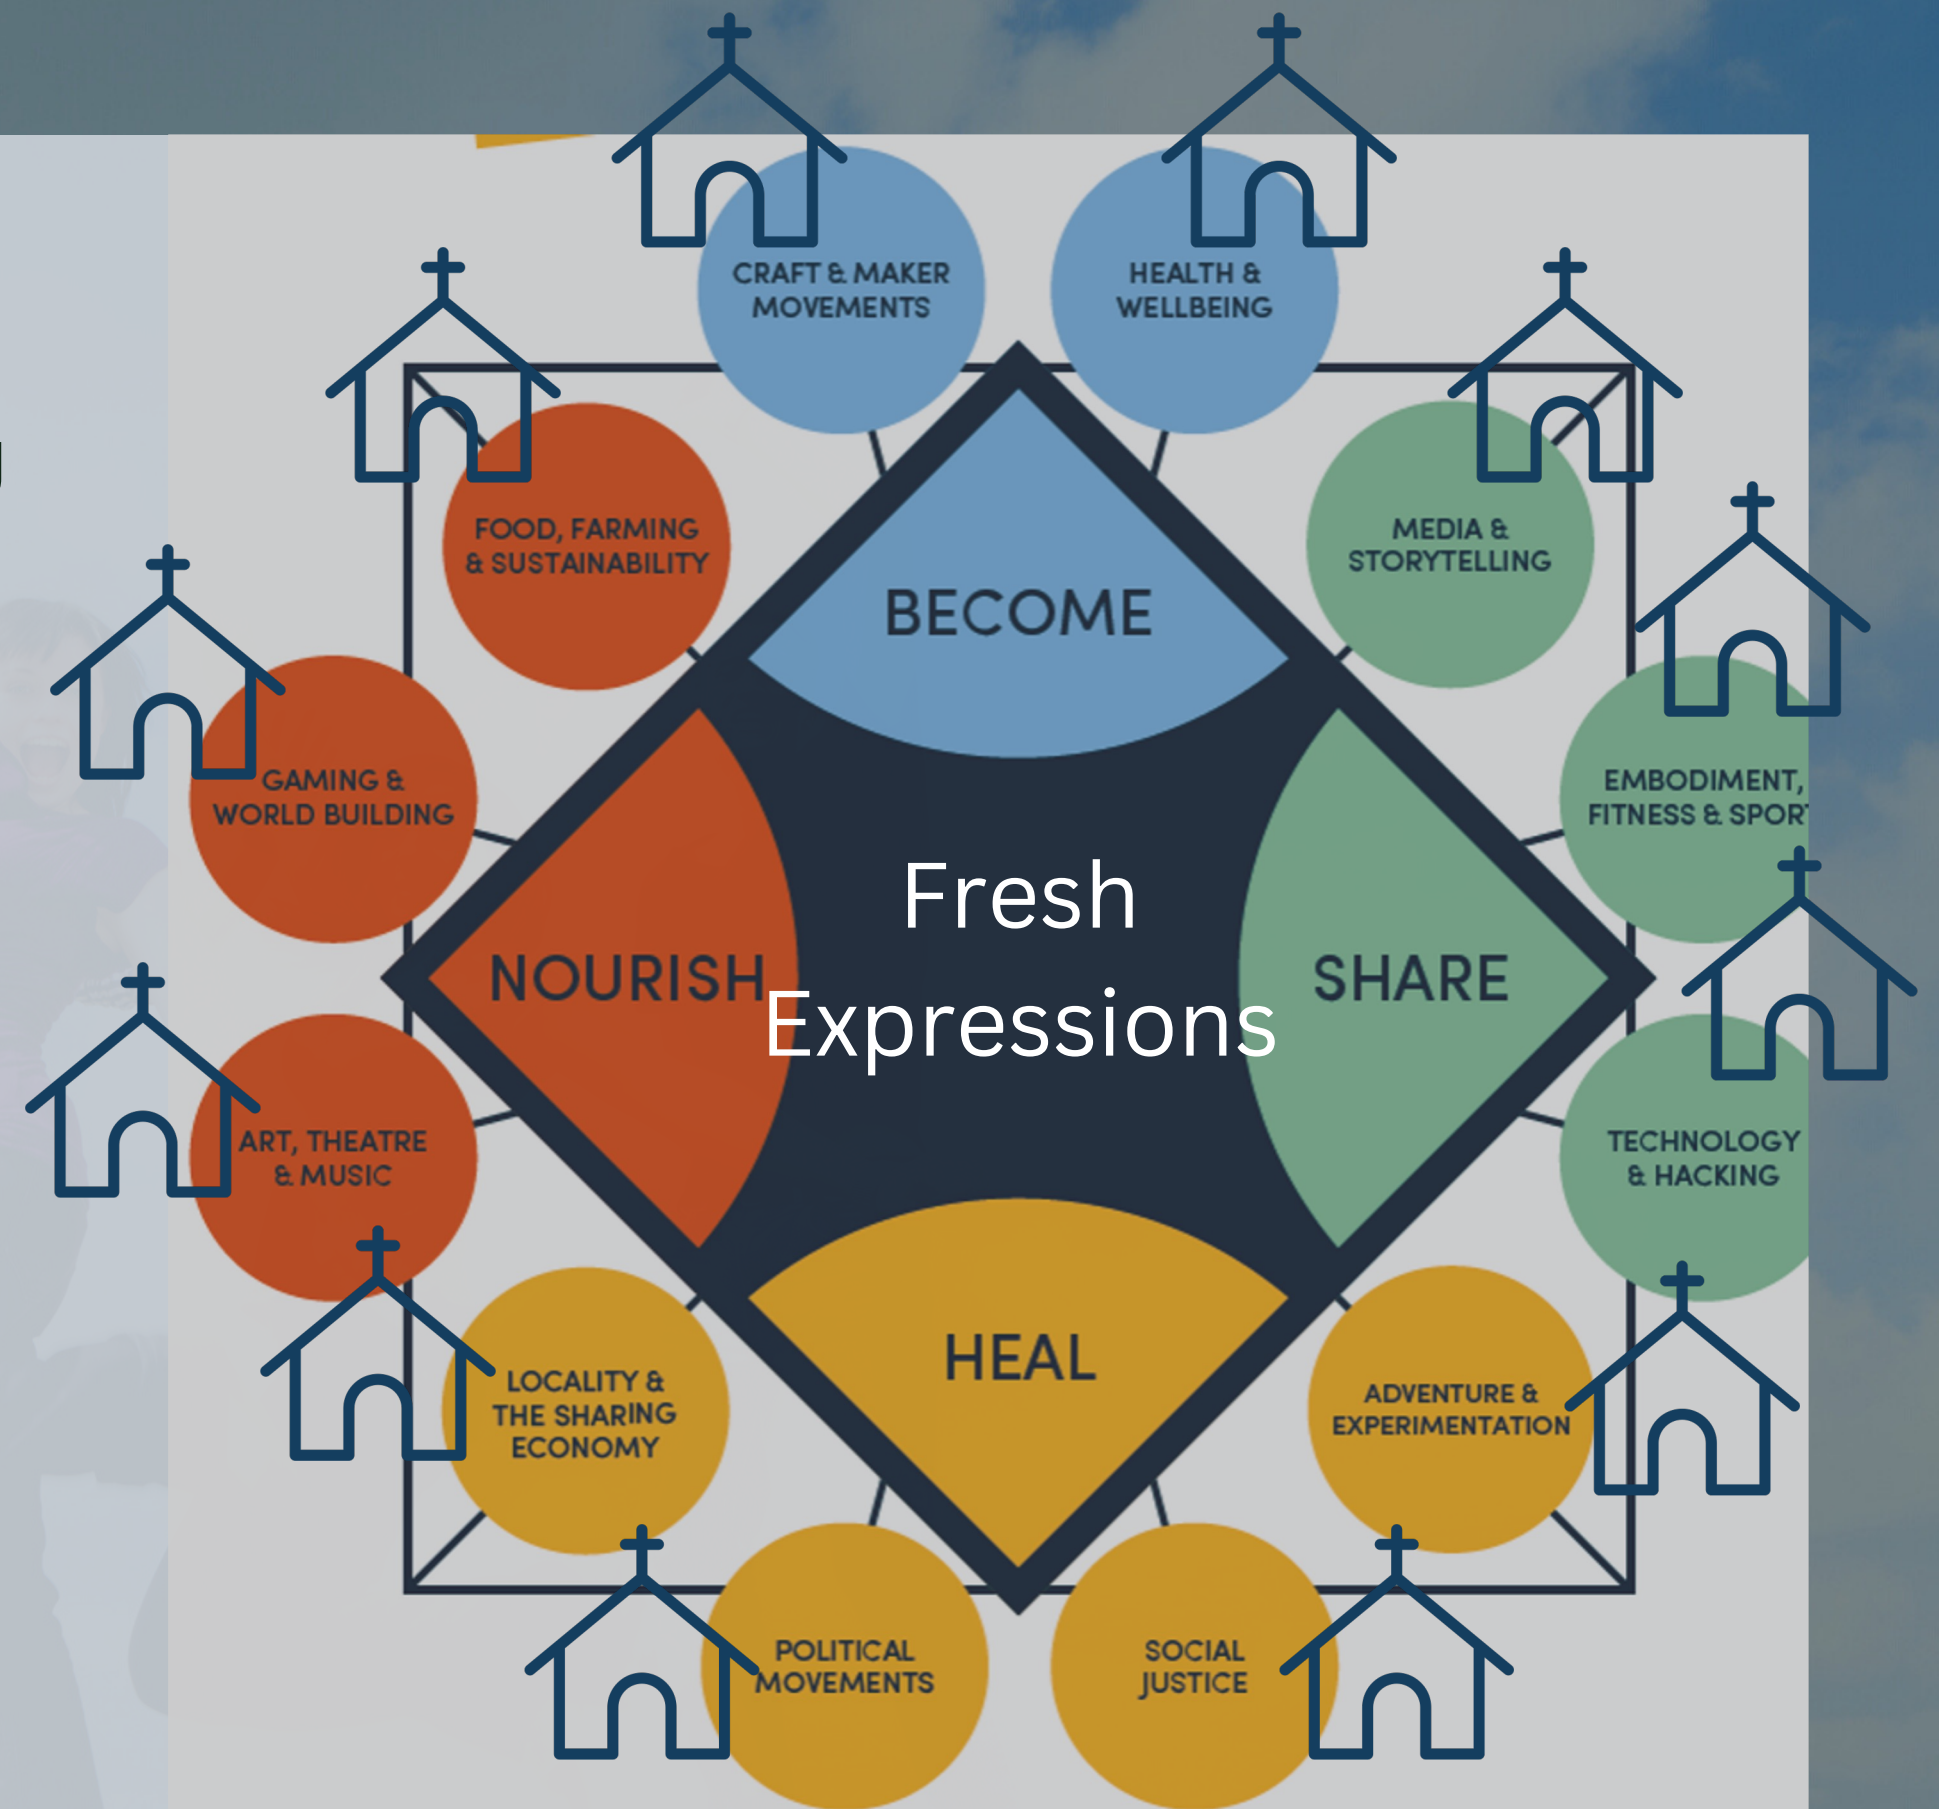 CRAFT & MAKER
MOVEMENTS
HEALTH &
WELLBEING
FOOD, FARMING
& SUSTAINABILITY
MEDIA &
STORYTELLING
BECOME
GAMING &
WORLD BUILDING
EMBODIMENT,
FITNESS & SPORT
Fresh
Expressions
NOURISH
SHARE
ART, THEATRE
& MUSIC
TECHNOLOGY
& HACKING
HEAL
LOCALITY &
THE SHARING
ECONOMY
ADVENTURE &
EXPERIMENTATION
POLITICAL
MOVEMENTS
SOCIAL
JUSTICE